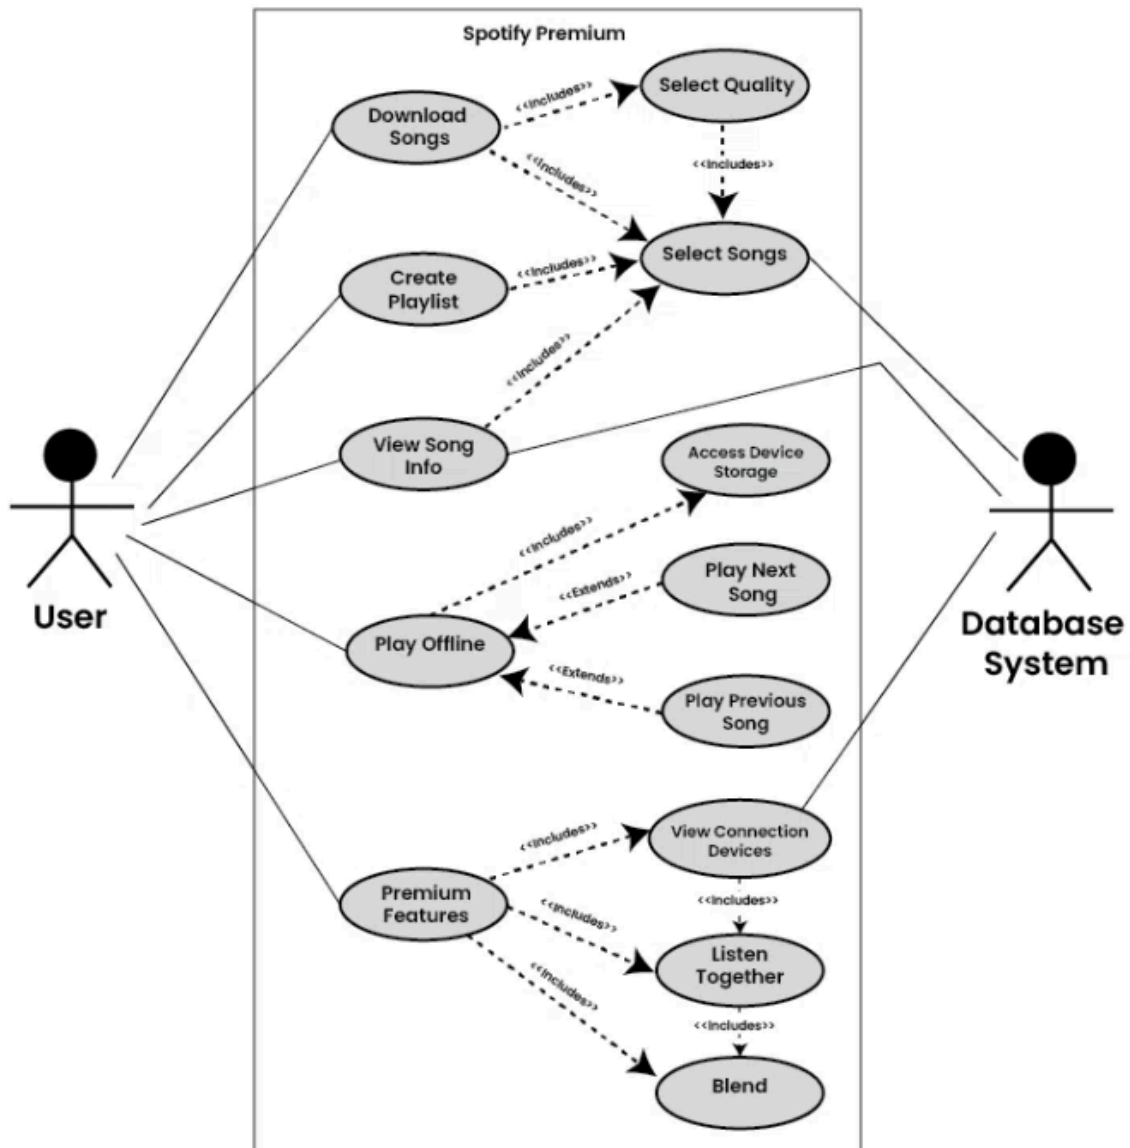 Spotify Premium
Download
Songs
<<Includes>>
Select Quality
<<Includes>>
<<Includes>>
Create
Playlist
<<Includes>>
Select Songs
<<Includes>>
View Song
Info
Access Device
Storage
<<Includes>>
User
Play Offline
<<Extends>>
Play Next
Song
<<Extends>>
Play Previous
Song
Database
System
Premium
Features
<<Includes>>
View Connection
Devices
<<Includes>>
<<Includes>>
Listen
Together
<<Includes>>
<<Includes>>
Blend